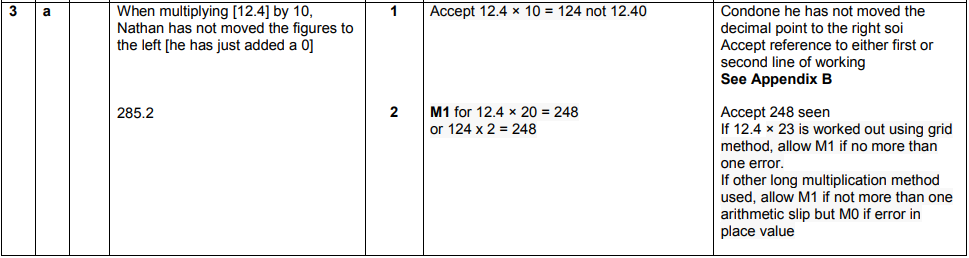 3 a When multiplying [12.4] by 10,
Nathan has not moved the figures to
the left [he has just added a 0]
1 Accept 12.4 × 10 = 124 not 12.40
Condone he has not moved the
decimal point to the right soi
Accept reference to either first or
second line of working
See Appendix B
285.2
2 M1 for 12.4 × 20 = 248
or 124 x 2 = 248
Accept 248 seen
If 12.4 × 23 is worked out using grid
method, allow M1 if no more than
one error.
If other long multiplication method
used, allow M1 if not more than one
arithmetic slip but M0 if error in
place value